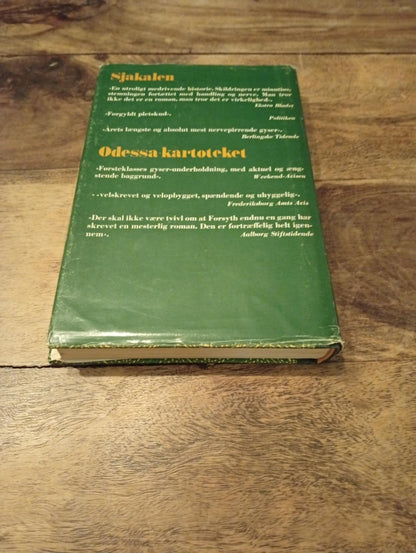 Sjakalen
»En utroligt medrivende historie. Skildringen er minutiøs,
stemningen fortættet med handling og nerve. Man tror
ikke det er en roman, man tror det er virkelighed».
Ekstra Bladet
»Forgyldt pletskud».
Politiken
»Årets længste og absolut mest nervepirrende gyser».
Berlingske Tidende
Odessa-kartoteket
»Førsteklasses gyser-underholdning, med aktuel og æng-
stende baggrund».
Weekend-Avisen
- - velskrevet og velopbygget, spændende og uhyggelig».
Frederiksborg Amts Avis
»Der skal ikke være tvivl om at Forsyth endnu en gang har
skrevet en mesterlig roman. Den er fortræffelig helt igen-
nem».
Aalborg Stiftstidende